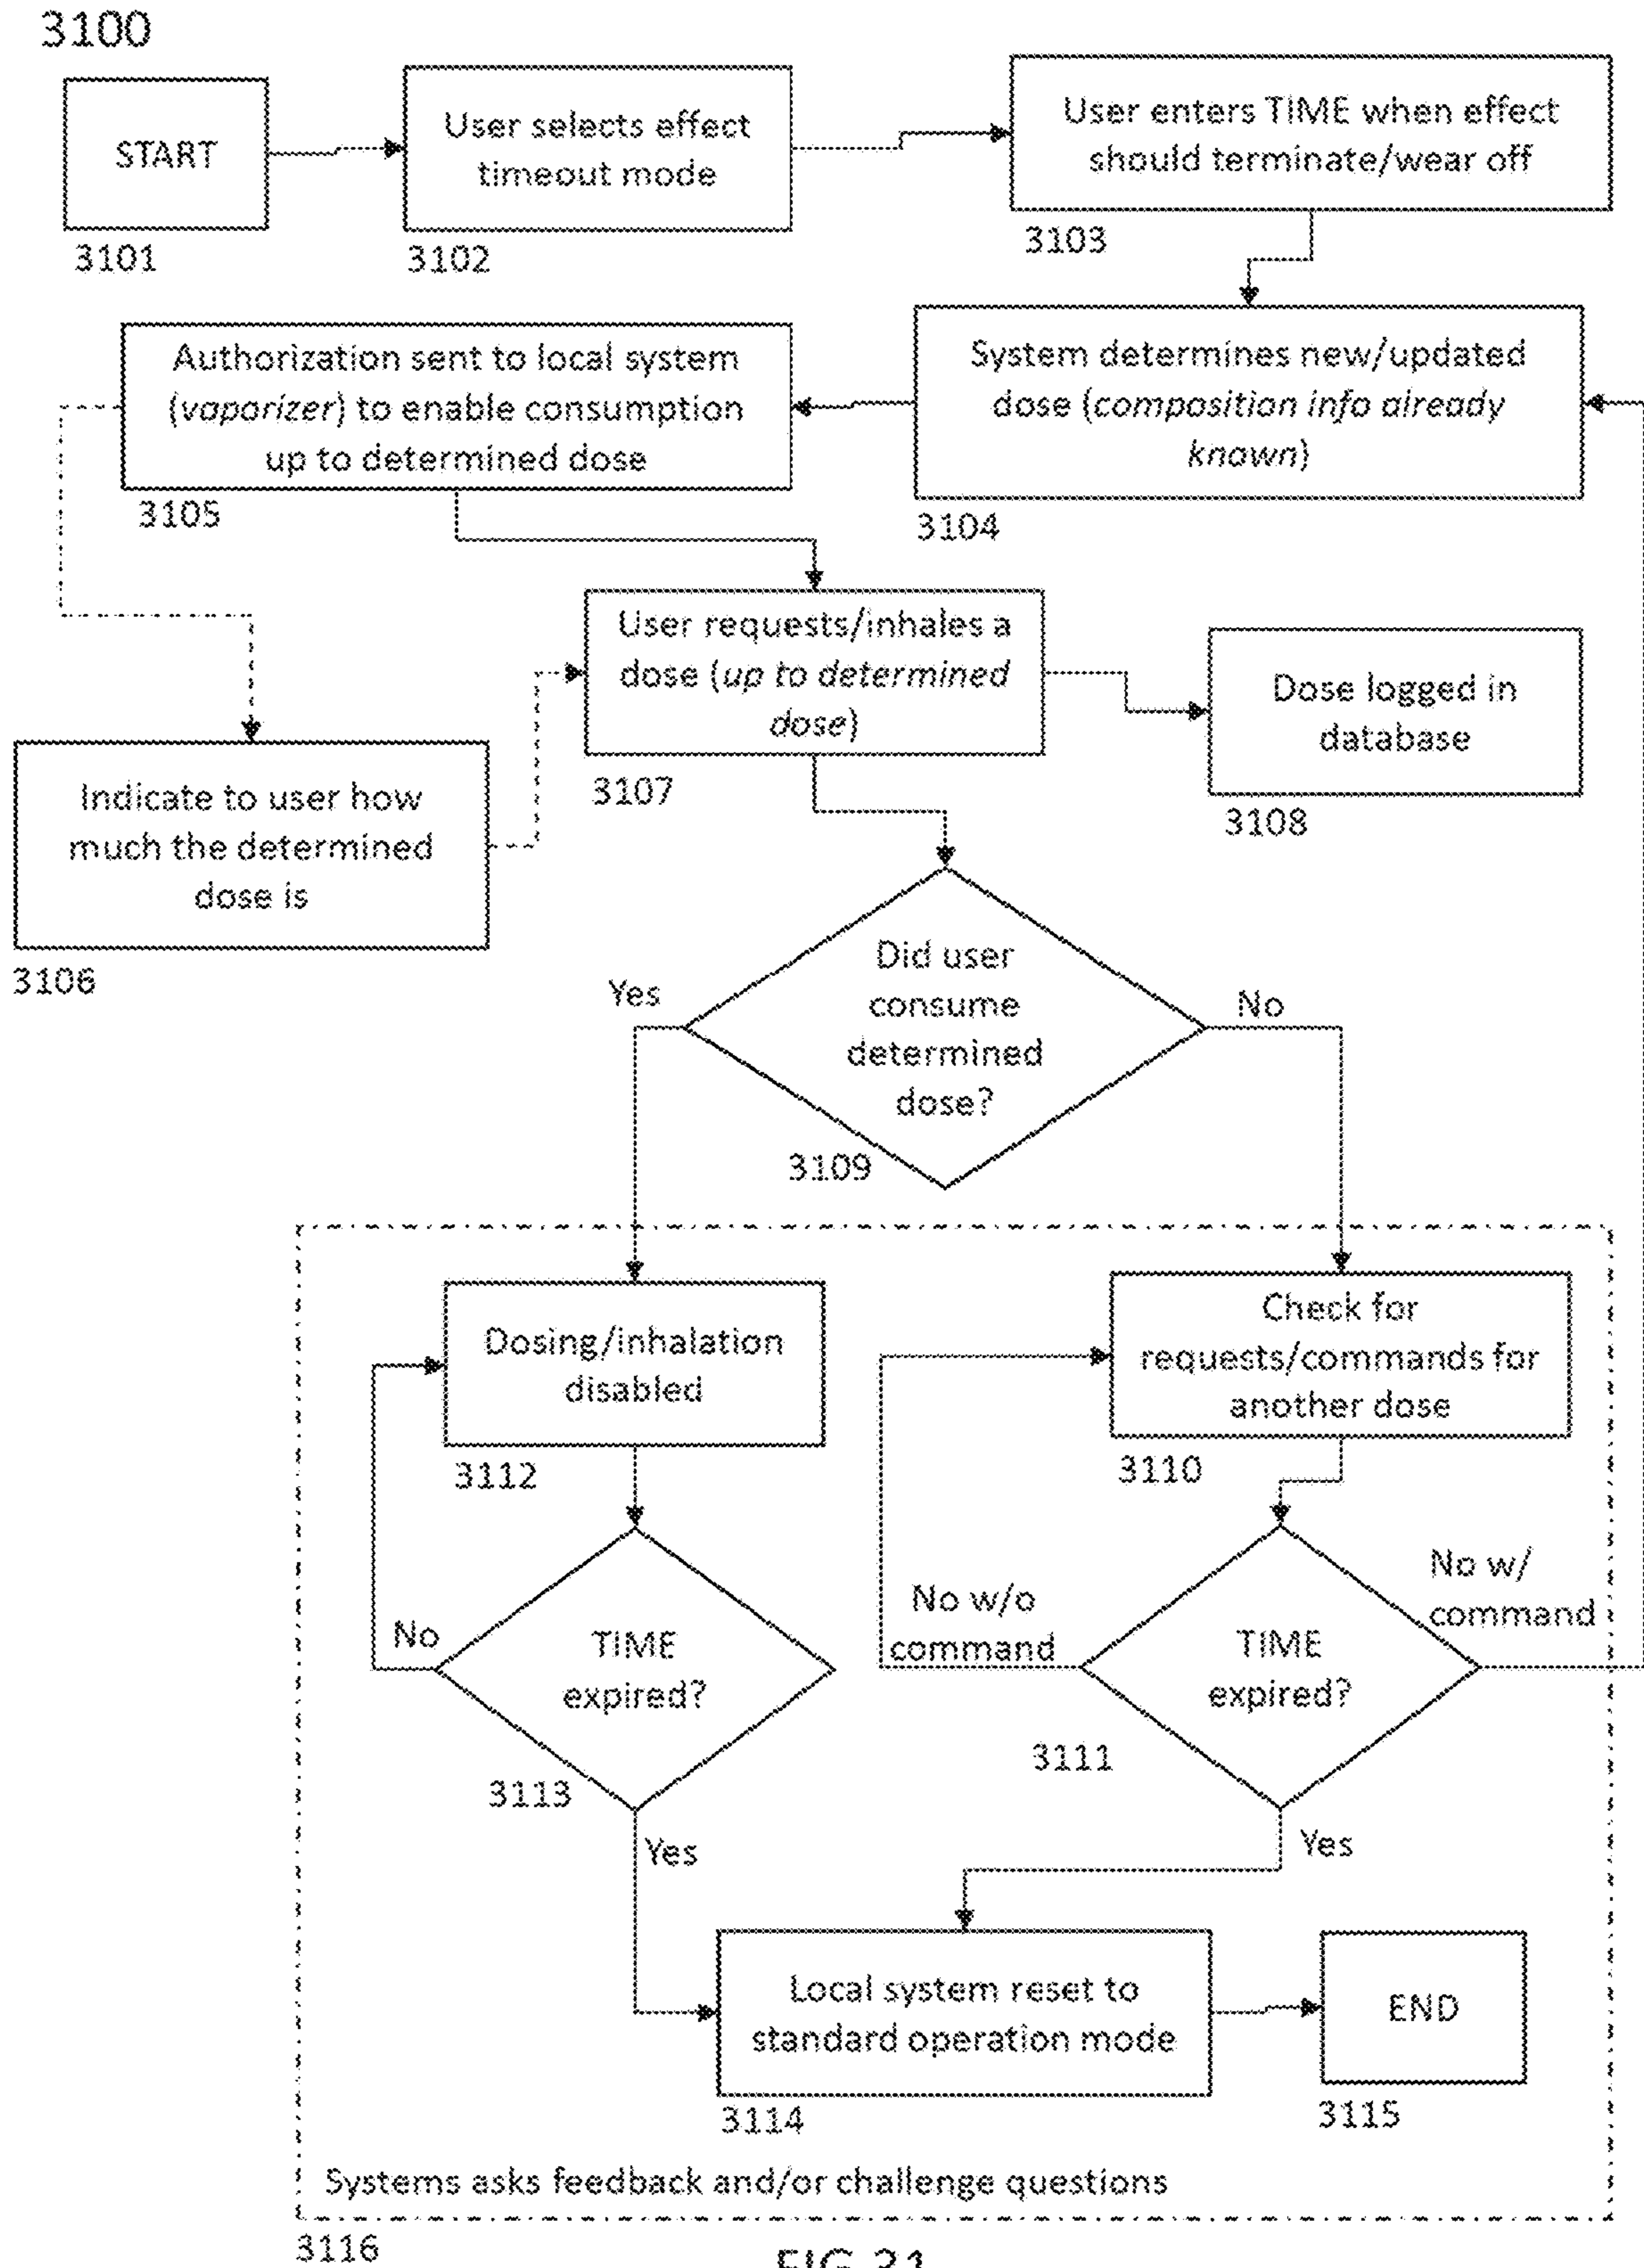 3100
START
3101
User selects effect
timeout mode
3102
User enters TIME when effect
should terminate/wear off
3103
System determines new/updated
dose (composition info already
known)
3104
Authorization sent to local system
(vaporizer) to enable consumption
up to determined dose
3105
Indicate to user how
much the determined
dose is
3106
User requests/inhales a
dose (up to determined
dose)
3107
Dose logged in
database
3108
Did user
consume
determined
dose?
3109
Yes
No
Dosing/inhalation
disabled
3112
Check for
requests/commands for
another dose
3110
No
TIME
expired?
3113
Yes
No w/o
command
TIME
expired?
3111
No w/
command
Yes
Local system reset to
standard operation mode
3114
END
3115
Systems asks feedback and/or challenge questions
3116
FIG 31